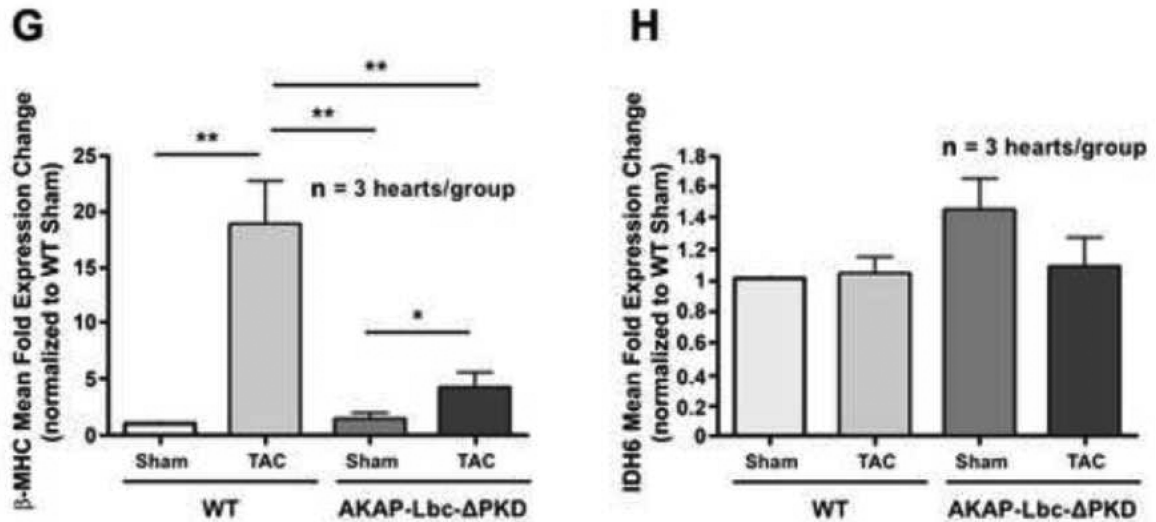 G
β-MHC Mean Fold Expression Change
(normalized to WT Sham)
**
**
**
n = 3 hearts/group
*
25
20
15
10
5
0
Sham TAC Sham TAC
WT AKAP-Lbc-ΔPKD
H
IDH6 Mean Fold Expression Change
(normalized to WT Sham)
n = 3 hearts/group
1.8
1.6
1.4
1.2
1
0.8
0.6
0.4
0.2
0
Sham TAC Sham TAC
WT AKAP-Lbc-ΔPKD